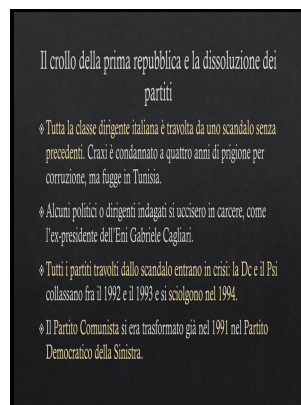 Il crollo della prima repubblica e la dissoluzione dei
partiti
Tutta la classe dirigente italiana è travolta da uno scandalo senza
precedenti. Craxi è condannato a quattro anni di prigione per
corruzione, ma fugge in Tunisia.
Alcuni politici o dirigenti indagati si uccisero in carcere, come
l'ex-presidente dell'Eni Gabriele Cagliari.
Tutti i partiti travolti dallo scandalo entrano in crisi: la Dc e il Psi
collassano fra il 1992 e il 1993 e si sciolgono nel 1994.
Il Partito Comunista si era trasformato già nel 1991 nel Partito
Democratico della Sinistra.